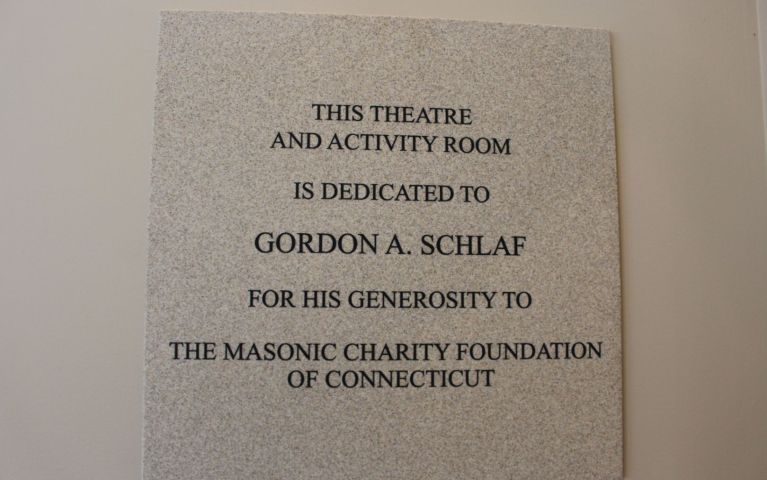 THIS THEATRE
AND ACTIVITY ROOM
IS DEDICATED TO
GORDON A. SCHLAF
FOR HIS GENEROSITY TO
THE MASONIC CHARITY FOUNDATION
OF CONNECTICUT